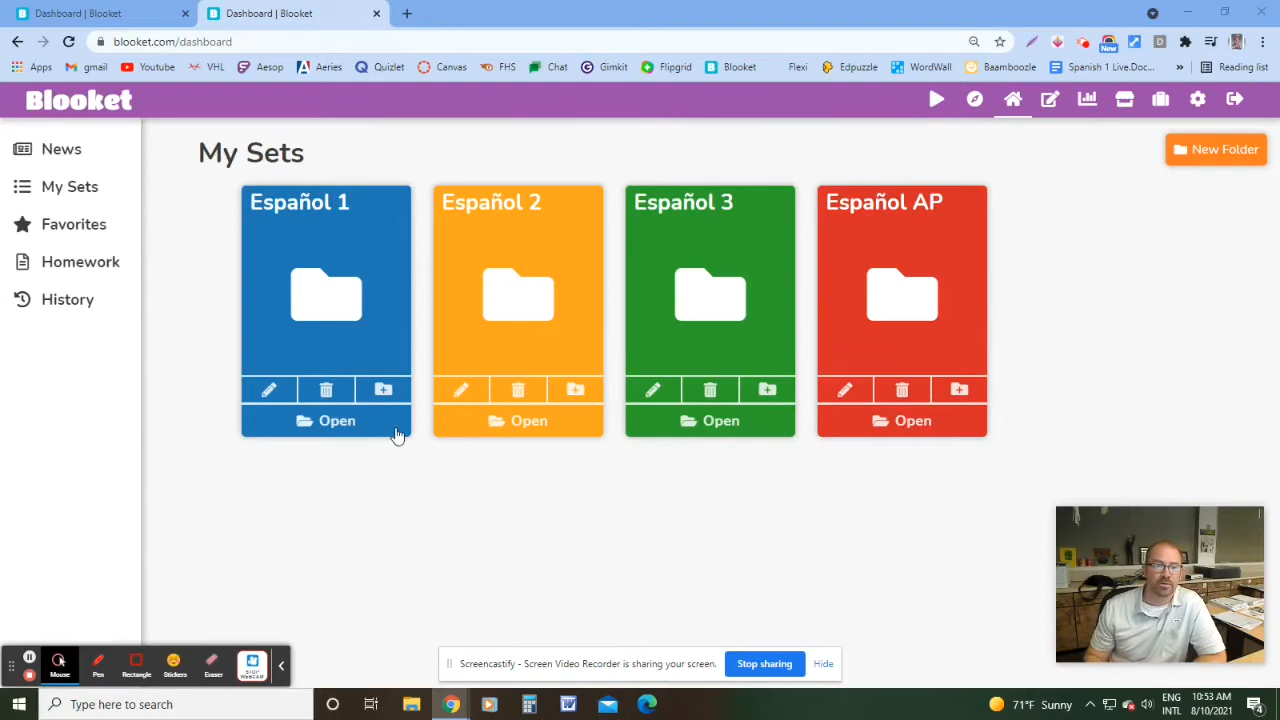 Dashboard | Blooket
Dashboard | Blooket
blooket.com/dashboard
New
Apps
gmail
Youtube
VHL
Aesop
Aeries
Quizlet
Canvas
FHS
Chat
Gimkit
Flipgrid
Blooket
Flexi
Edpuzzle
WordWall
Baamboozle
Spanish 1 Live.Doc...
»
Reading list
Blooket
News
My Sets
Favorites
Homework
History
My Sets
New Folder
Español 1
Open
Español 2
Open
Español 3
Open
Español AP
Open
Mouse
Pen
Rectangle
Stickers
Eraser
STOP
WEBCAM
Screencastify - Screen Video Recorder is sharing your screen.
Stop sharing
Hide
Type here to search
71°F Sunny
ENG
INTL
10:53 AM
8/10/2021
4